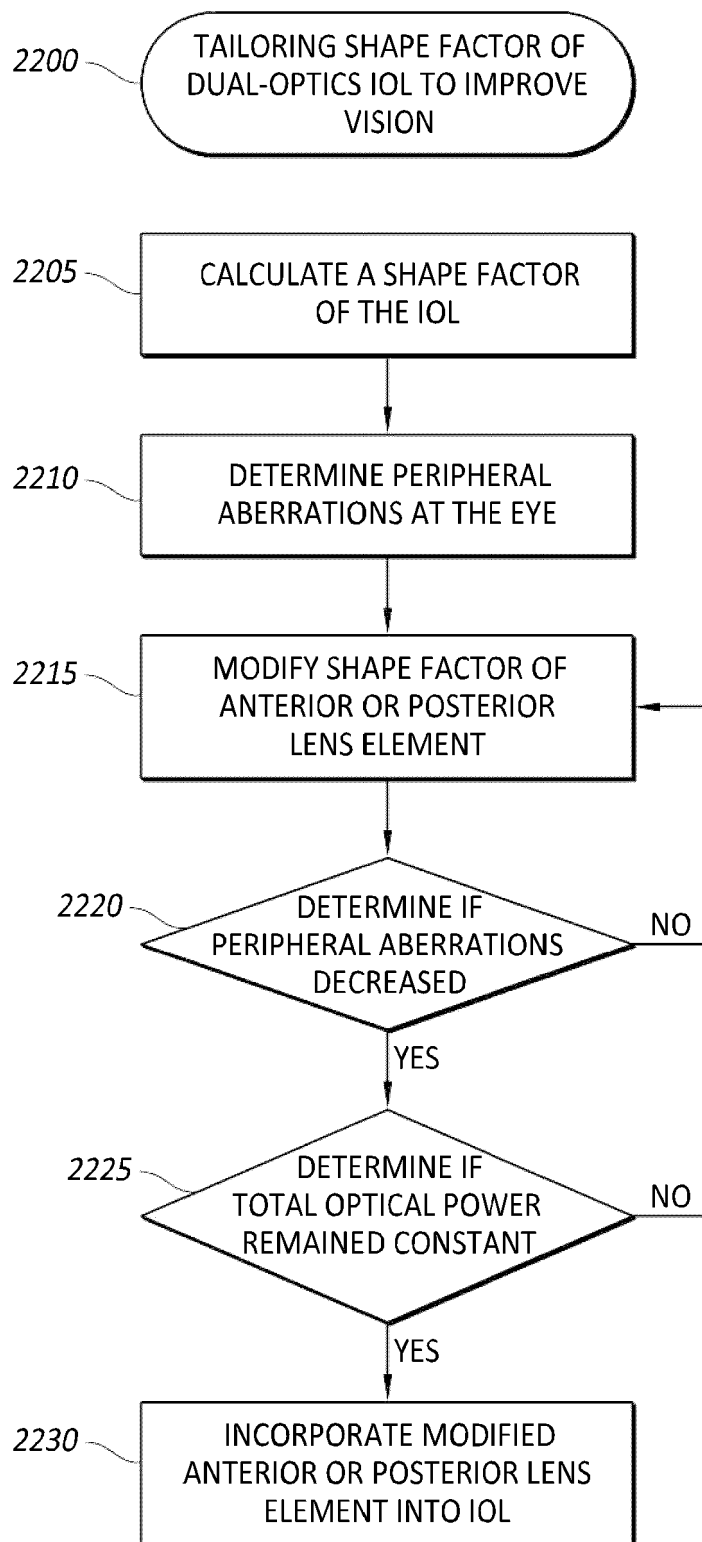 2200
TAILORING SHAPE FACTOR OF
DUAL-OPTICS IOL TO IMPROVE
VISION
2205
CALCULATE A SHAPE FACTOR
OF THE IOL
2210
DETERMINE PERIPHERAL
ABERRATIONS AT THE EYE
2215
MODIFY SHAPE FACTOR OF
ANTERIOR OR POSTERIOR
LENS ELEMENT
2220
DETERMINE IF
PERIPHERAL ABERRATIONS
DECREASED
NO
YES
2225
DETERMINE IF
TOTAL OPTICAL POWER
REMAINED CONSTANT
NO
YES
2230
INCORPORATE MODIFIED
ANTERIOR OR POSTERIOR LENS
ELEMENT INTO IOL